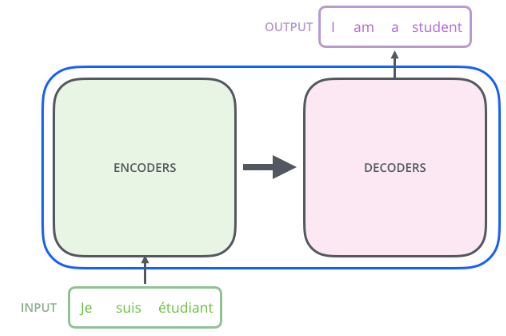 OUTPUT I am a student
ENCODERS DECODERS
INPUT Je suis étudiant